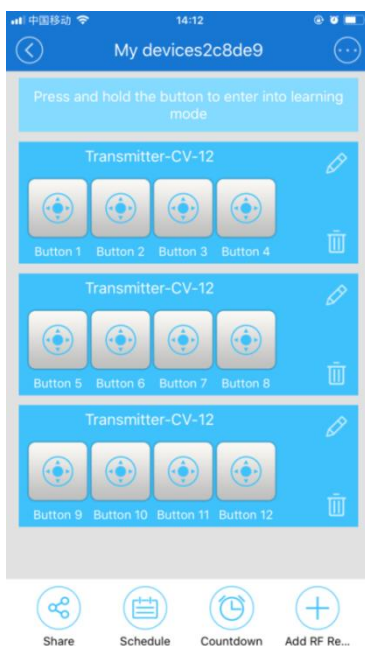 中国移动 14:12
My devices2c8de9
Press and hold the button to enter into learning
mode
Transmitter-CV-12
Button 1 Button 2 Button 3 Button 4
Transmitter-CV-12
Button 5 Button 6 Button 7 Button 8
Transmitter-CV-12
Button 9 Button 10 Button 11 Button 12
Share Schedule Countdown Add RF Re...